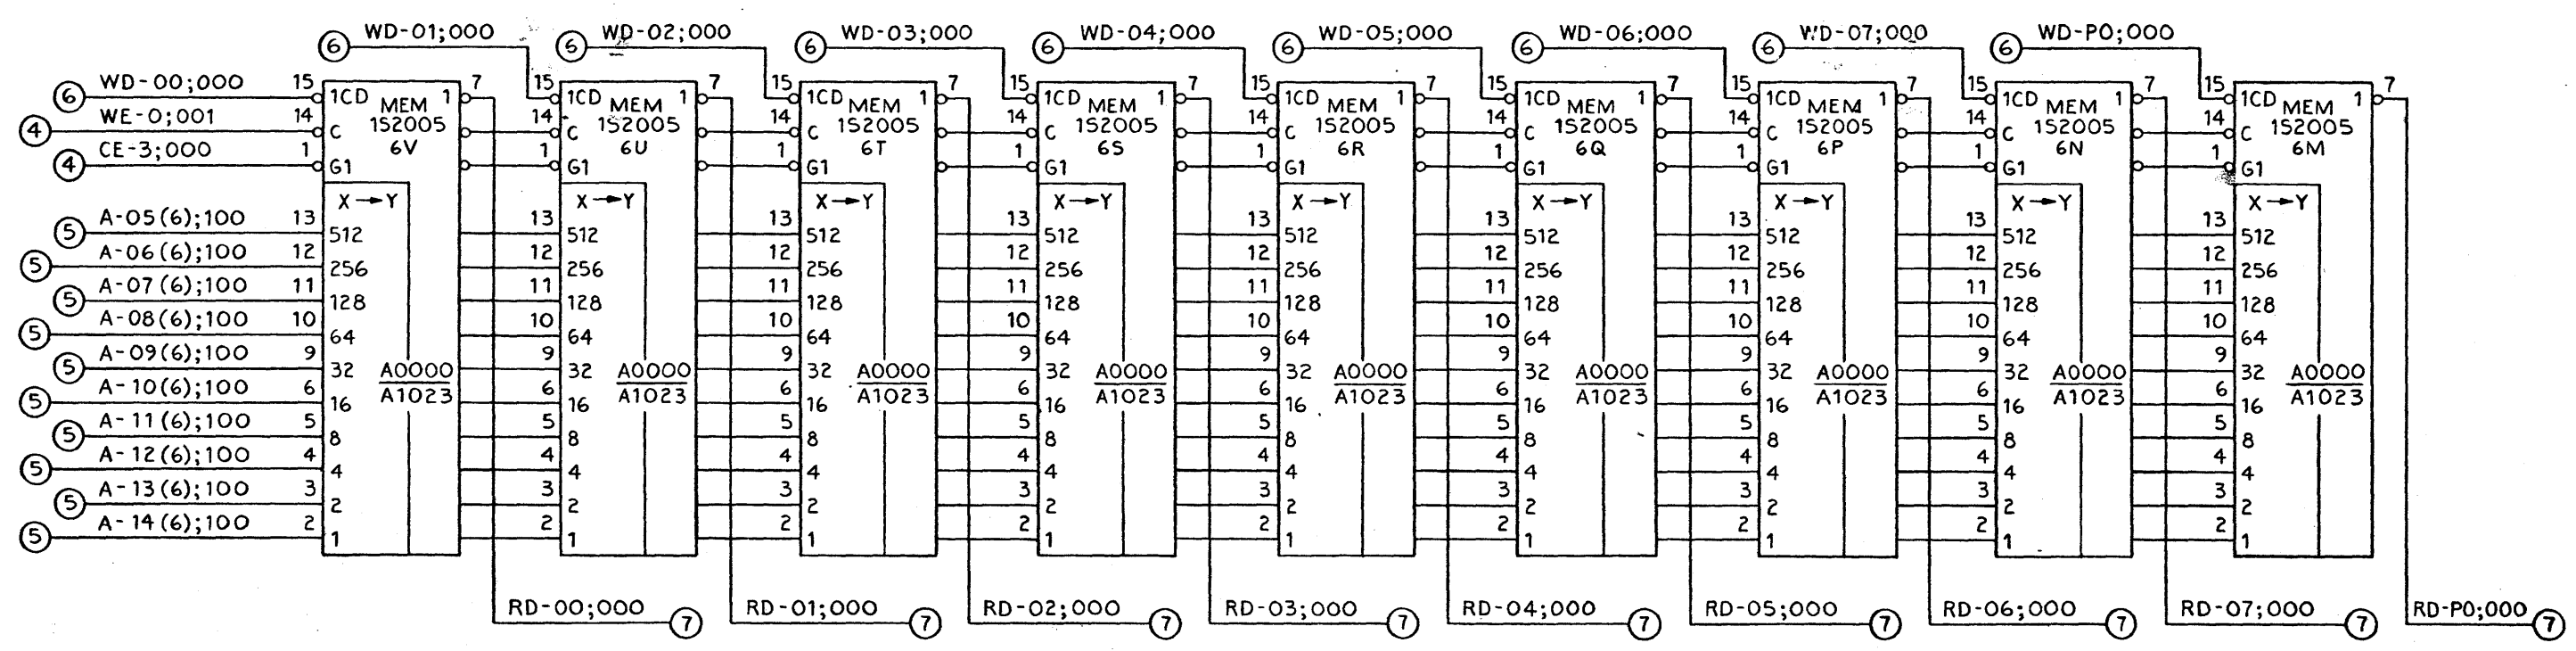 6 WD-01;000 6 WD-02;000 6 WD-03;000 6 WD-04;000 6 WD-05;000 6 WD-06;000 6 WD-07;000 6 WD-P0;000
6 WD-00;000 15 1CD MEM 1 7 15 1CD MEM 1 7 15 1CD MEM 1 7 15 1CD MEM 1 7 15 1CD MEM 1 7 15 1CD MEM 1 7 15 1CD MEM 1 7 15 1CD MEM 1 7 15 1CD MEM 1 7
4 WE-0;001 14 C 1S2005 14 C 1S2005 14 C 1S2005 14 C 1S2005 14 C 1S2005 14 C 1S2005 14 C 1S2005 14 C 1S2005 14 C 1S2005
6V 6U 6T 6S 6R 6Q 6P 6N 6M
4 CE-3;000 1 G1 1 G1 1 G1 1 G1 1 G1 1 G1 1 G1 1 G1 1 G1
X→Y X→Y X→Y X→Y X→Y X→Y X→Y X→Y X→Y
5 A-05(6);100 13 512 13 512 13 512 13 512 13 512 13 512 13 512 13 512 13 512
5 A-06(6);100 12 256 12 256 12 256 12 256 12 256 12 256 12 256 12 256 12 256
5 A-07(6);100 11 128 11 128 11 128 11 128 11 128 11 128 11 128 11 128 11 128
5 A-08(6);100 10 64 10 64 10 64 10 64 10 64 10 64 10 64 10 64 10 64
5 A-09(6);100 9 32 9 32 9 32 9 32 9 32 9 32 9 32 9 32 9 32
A0000 A0000 A0000 A0000 A0000 A0000 A0000 A0000 A0000
A1023 A1023 A1023 A1023 A1023 A1023 A1023 A1023 A1023
5 A-10(6);100 6 16 6 16 6 16 6 16 6 16 6 16 6 16 6 16 6 16
5 A-11(6);100 5 8 5 8 5 8 5 8 5 8 5 8 5 8 5 8 5 8
5 A-12(6);100 4 4 4 4 4 4 4 4 4 4 4 4 4 4 4 4 4 4
5 A-13(6);100 3 2 3 2 3 2 3 2 3 2 3 2 3 2 3 2 3 2
5 A-14(6);100 2 1 2 1 2 1 2 1 2 1 2 1 2 1 2 1 2 1
RD-00;000 7 RD-01;000 7 RD-02;000 7 RD-03;000 7 RD-04;000 7 RD-05;000 7 RD-06;000 7 RD-07;000 7 RD-P0;000 7